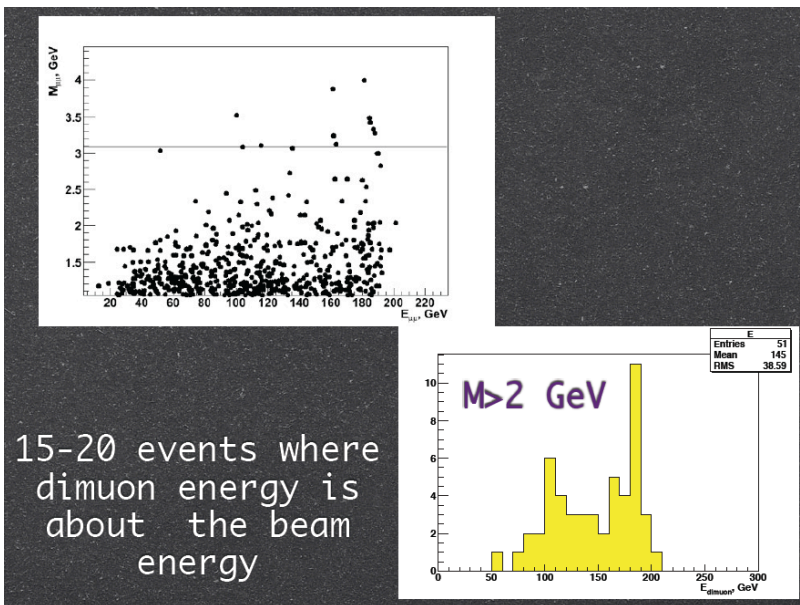 M_μμ, GeV
4
3.5
3
2.5
2
1.5
20 40 60 80 100 120 140 160 180 200 220
E_μμ, GeV
E
Entries 51
Mean 145
RMS 38.59
M>2 GeV
10
8
6
4
2
0
0 50 100 150 200 250 300
E_dimuon, GeV
15-20 events where
dimuon energy is
about the beam
energy